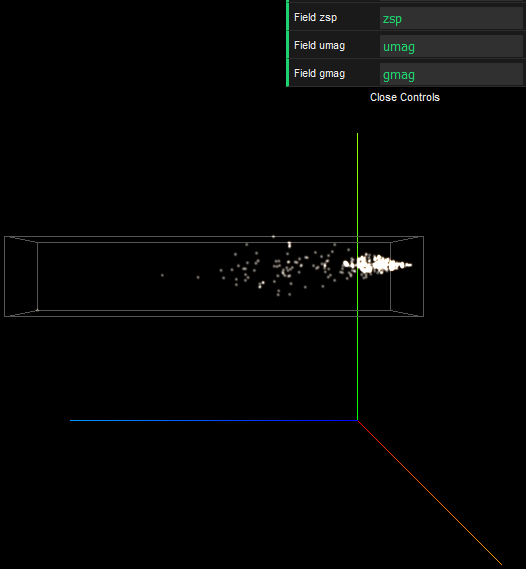 Field zsp zsp
Field umag umag
Field gmag gmag
Close Controls